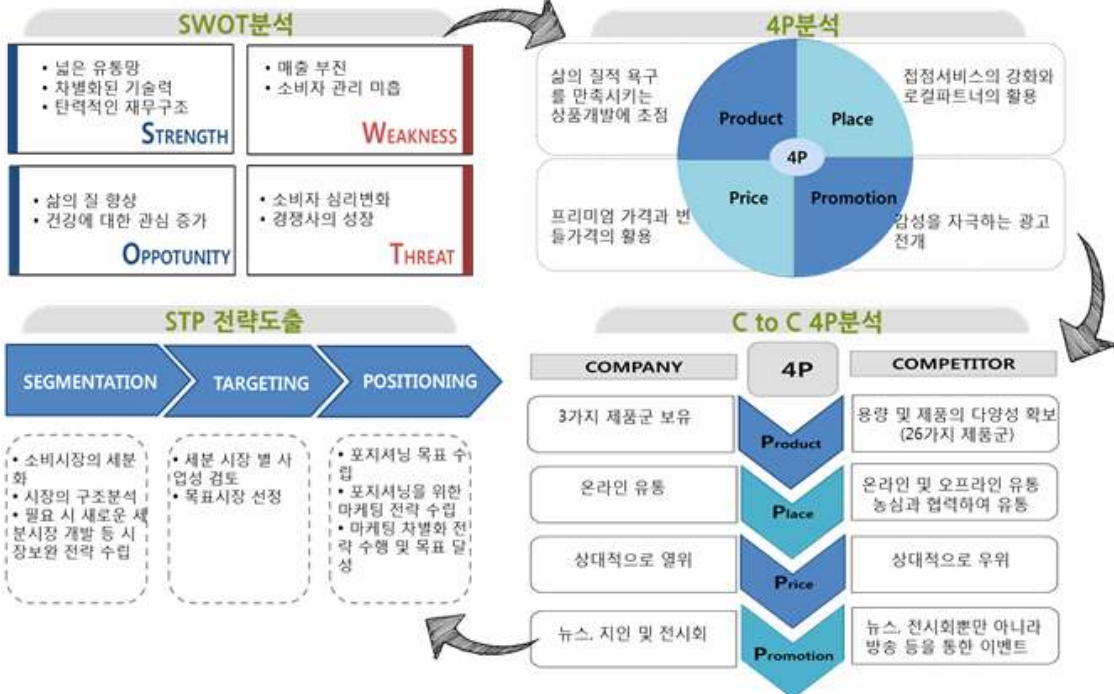 SWOT분석
• 넓은 유통망
• 차별화된 기술력
• 탄력적인 재무구조
STRENGTH
• 매출 부진
• 소비자 관리 미흡
WEAKNESS
• 삶의 질 향상
• 건강에 대한 관심 증가
OPPOTUNITY
• 소비자 심리변화
• 경쟁사의 성장
THREAT
4P분석
삶의 질적 욕구
를 만족시키는
상품개발에 초점
접점서비스의 강화와
로컬파트너의 활용
Product
Place
4P
Price
Promotion
프리미엄 가격과 번
들가격의 활용
감성을 자극하는 광고
전개
STP 전략도출
SEGMENTATION
TARGETING
POSITIONING
• 소비시장의 세분
화
• 시장의 구조분석
• 필요 시 새로운 세
분시장 개발 등 시
장보완 전략 수립
• 세분 시장 별 사
업성 검토
• 목표시장 선정
• 포지셔닝 목표 수
립
• 포지셔닝을 위한
마케팅 전략 수립
• 마케팅 차별화 전
략 수행 및 목표 달
성
C to C 4P분석
COMPANY
4P
COMPETITOR
3가지 제품군 보유
Product
용량 및 제품의 다양성 확보
(26가지 제품군)
온라인 유통
Place
온라인 및 오프라인 유통
농심과 협력하여 유통
상대적으로 열위
Price
상대적으로 우위
뉴스, 지인 및 전시회
Promotion
뉴스, 전시회뿐만 아니라
방송 등을 통한 이벤트